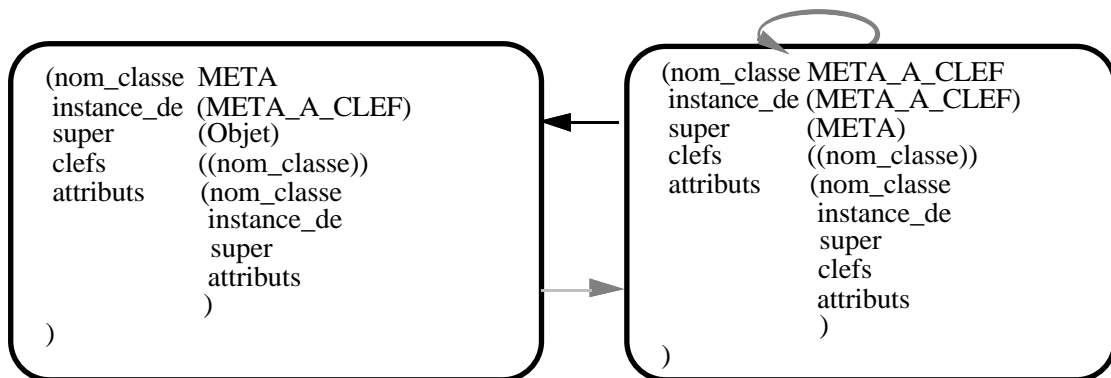 (nom_classe META
instance_de (META_A_CLEF)
super (Objet)
clefs ((nom_classe))
attributs (nom_classe
instance_de
super
attributs
)
)
(nom_classe META_A_CLEF
instance_de (META_A_CLEF)
super (META)
clefs ((nom_classe))
attributs (nom_classe
instance_de
super
clefs
attributs
)
)